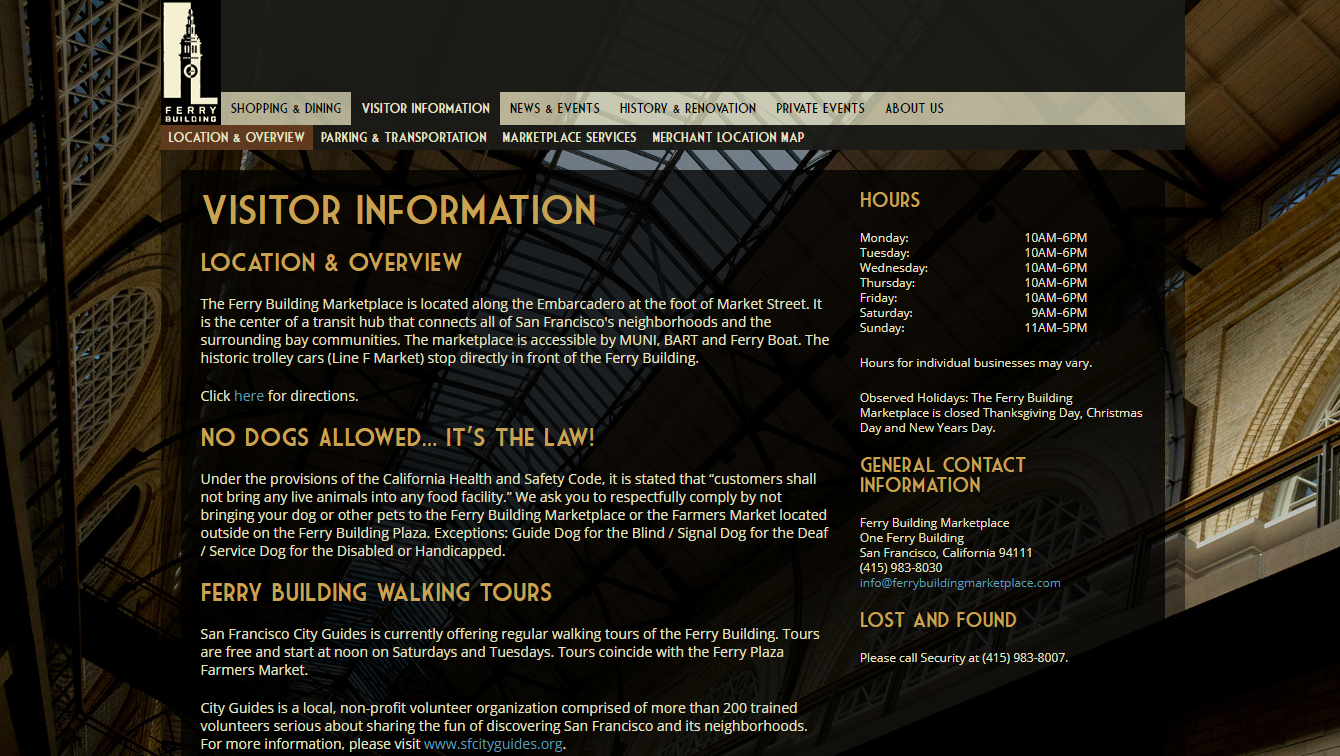 FERRY
BUILDING
SHOPPING & DINING
VISITOR INFORMATION
NEWS & EVENTS
HISTORY & RENOVATION
PRIVATE EVENTS
ABOUT US
LOCATION & OVERVIEW
PARKING & TRANSPORTATION
MARKETPLACE SERVICES
MERCHANT LOCATION MAP
VISITOR INFORMATION
LOCATION & OVERVIEW
The Ferry Building Marketplace is located along the Embarcadero at the foot of Market Street. It
is the center of a transit hub that connects all of San Francisco's neighborhoods and the
surrounding bay communities. The marketplace is accessible by MUNI, BART and Ferry Boat. The
historic trolley cars (Line F Market) stop directly in front of the Ferry Building.
Click here for directions.
NO DOGS ALLOWED... IT'S THE LAW!
Under the provisions of the California Health and Safety Code, it is stated that “customers shall
not bring any live animals into any food facility.” We ask you to respectfully comply by not
bringing your dog or other pets to the Ferry Building Marketplace or the Farmers Market located
outside on the Ferry Building Plaza. Exceptions: Guide Dog for the Blind / Signal Dog for the Deaf
/ Service Dog for the Disabled or Handicapped.
FERRY BUILDING WALKING TOURS
San Francisco City Guides is currently offering regular walking tours of the Ferry Building. Tours
are free and start at noon on Saturdays and Tuesdays. Tours coincide with the Ferry Plaza
Farmers Market.
City Guides is a local, non-profit volunteer organization comprised of more than 200 trained
volunteers serious about sharing the fun of discovering San Francisco and its neighborhoods.
For more information, please visit www.sfcityguides.org.
HOURS
Monday: 10AM–6PM
Tuesday: 10AM–6PM
Wednesday: 10AM–6PM
Thursday: 10AM–6PM
Friday: 10AM–6PM
Saturday: 9AM–6PM
Sunday: 11AM–5PM
Hours for individual businesses may vary.
Observed Holidays: The Ferry Building
Marketplace is closed Thanksgiving Day, Christmas
Day and New Years Day.
GENERAL CONTACT
INFORMATION
Ferry Building Marketplace
One Ferry Building
San Francisco, California 94111
(415) 983-8030
info@ferrybuildingmarketplace.com
LOST AND FOUND
Please call Security at (415) 983-8007.